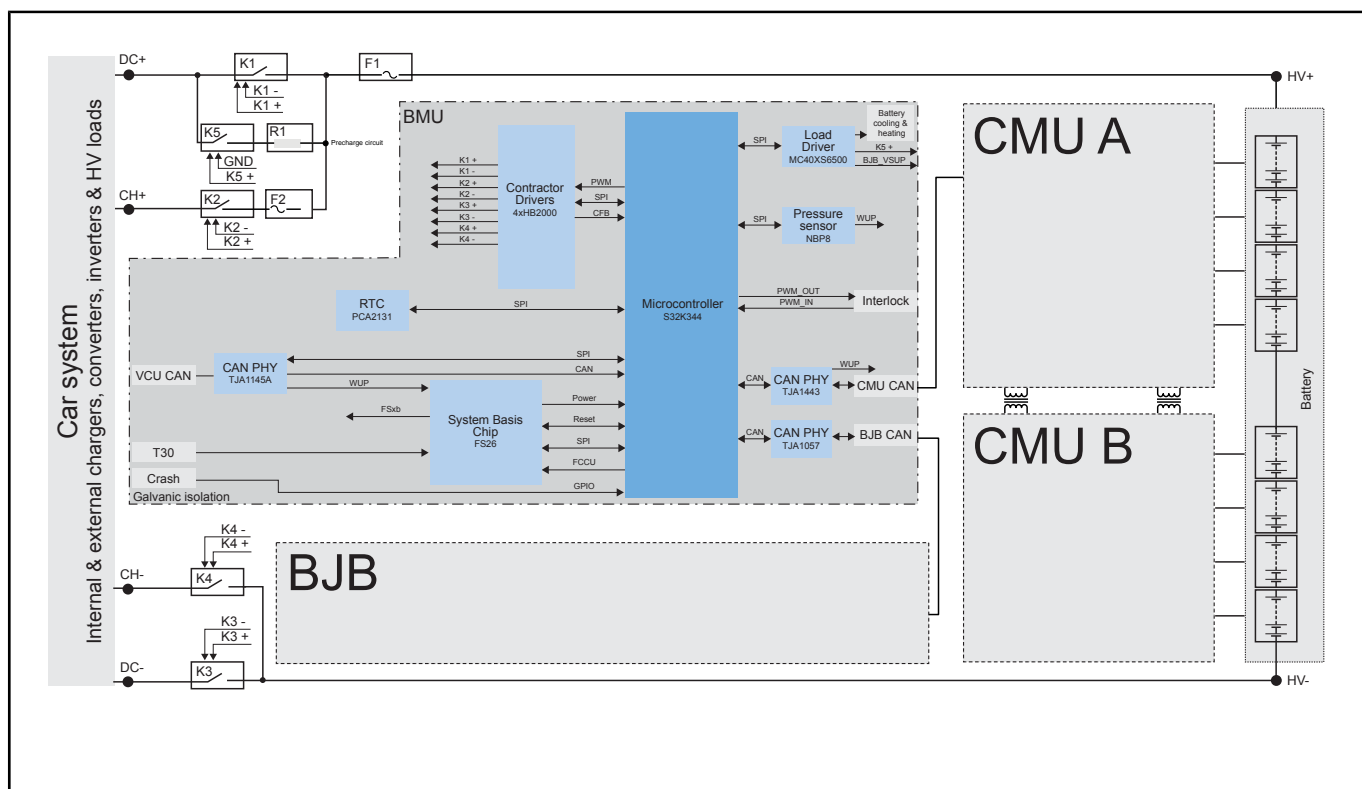 Car system
Internal & external chargers, converters, inverters & HV loads
DC+
K1
K1 -
K1 +
F1
HV+
K5
R1
Precharge circuit
GND
K5 +
CH+
K2
F2
K2 -
K2 +
BMU
K1 +
K1 -
K2 +
K2 -
K3 +
K3 -
K4 +
K4 -
Contractor
Drivers
4xHB2000
PWM
SPI
CFB
Microcontroller
S32K344
SPI
Load
Driver
MC40XS6500
Battery
cooling &
heating
K5 +
BJB_VSUP
SPI
Pressure
sensor
NBP8
WUP
RTC
PCA2131
SPI
PWM_OUT
PWM_IN
Interlock
VCU CAN
CAN PHY
TJA1145A
SPI
CAN
WUP
FSxb
System Basis
Chip
FS26
Power
Reset
SPI
FCCU
GPIO
T30
Crash
Galvanic isolation
CAN
CAN PHY
TJA1443
WUP
CMU CAN
CAN
CAN PHY
TJA1057
BJB CAN
CMU A
CMU B
Battery
K4 -
K4 +
CH-
K4
K3 -
K3 +
DC-
K3
BJB
HV-